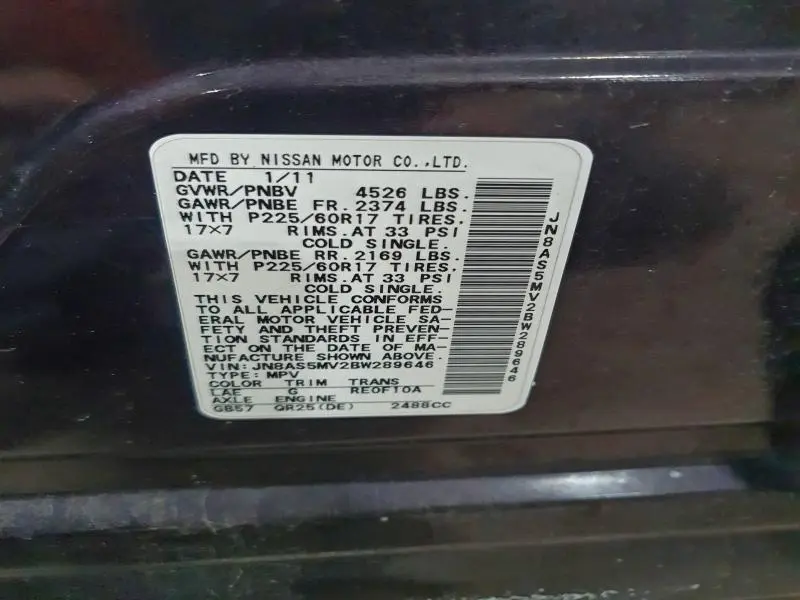 MFD BY NISSAN MOTOR CO.,LTD.
DATE 1/11
GVWR/PNBV 4526 LBS.
GAWR/PNBE FR. 2374 LBS.
WITH P225/60R17 TIRES.
17×7 RIMS. AT 33 PSI
COLD SINGLE.
GAWR/PNBE RR. 2169 LBS.
WITH P225/60R17 TIRES.
17×7 RIMS. AT 33 PSI
COLD SINGLE.
THIS VEHICLE CONFORMS
TO ALL APPLICABLE FED-
ERAL MOTOR VEHICLE SA-
FETY AND THEFT PREVEN-
TION STANDARDS IN EFF-
ECT ON THE DATE OF MA-
NUFACTURE SHOWN ABOVE.
VIN: JN8AS5MV2BW289646
TYPE: MPV
COLOR TRIM TRANS
LAE G RE0F10A
AXLE ENGINE
GB57 QR25(DE) 2488CC
JN8AS5MV2BW289646